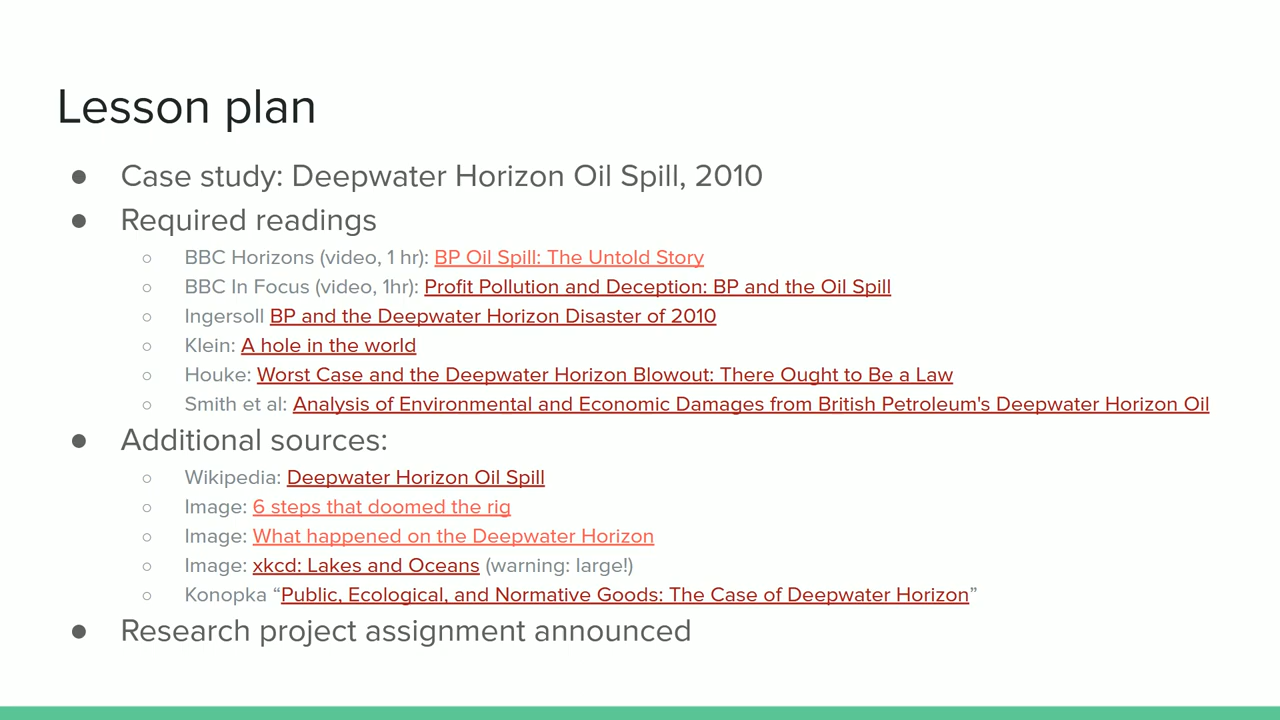 Lesson plan
● Case study: Deepwater Horizon Oil Spill, 2010
● Required readings
○ BBC Horizons (video, 1 hr): BP Oil Spill: The Untold Story
○ BBC In Focus (video, 1hr): Profit Pollution and Deception: BP and the Oil Spill
○ Ingersoll BP and the Deepwater Horizon Disaster of 2010
○ Klein: A hole in the world
○ Houke: Worst Case and the Deepwater Horizon Blowout: There Ought to Be a Law
○ Smith et al: Analysis of Environmental and Economic Damages from British Petroleum's Deepwater Horizon Oil
● Additional sources:
○ Wikipedia: Deepwater Horizon Oil Spill
○ Image: 6 steps that doomed the rig
○ Image: What happened on the Deepwater Horizon
○ Image: xkcd: Lakes and Oceans (warning: large!)
○ Konopka “Public, Ecological, and Normative Goods: The Case of Deepwater Horizon”
● Research project assignment announced